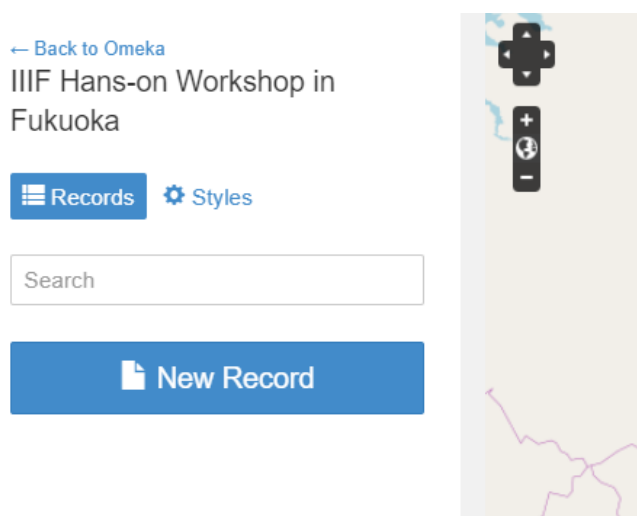 ← Back to Omeka
IIIF Hans-on Workshop in
Fukuoka
Records
Styles
Search
New Record